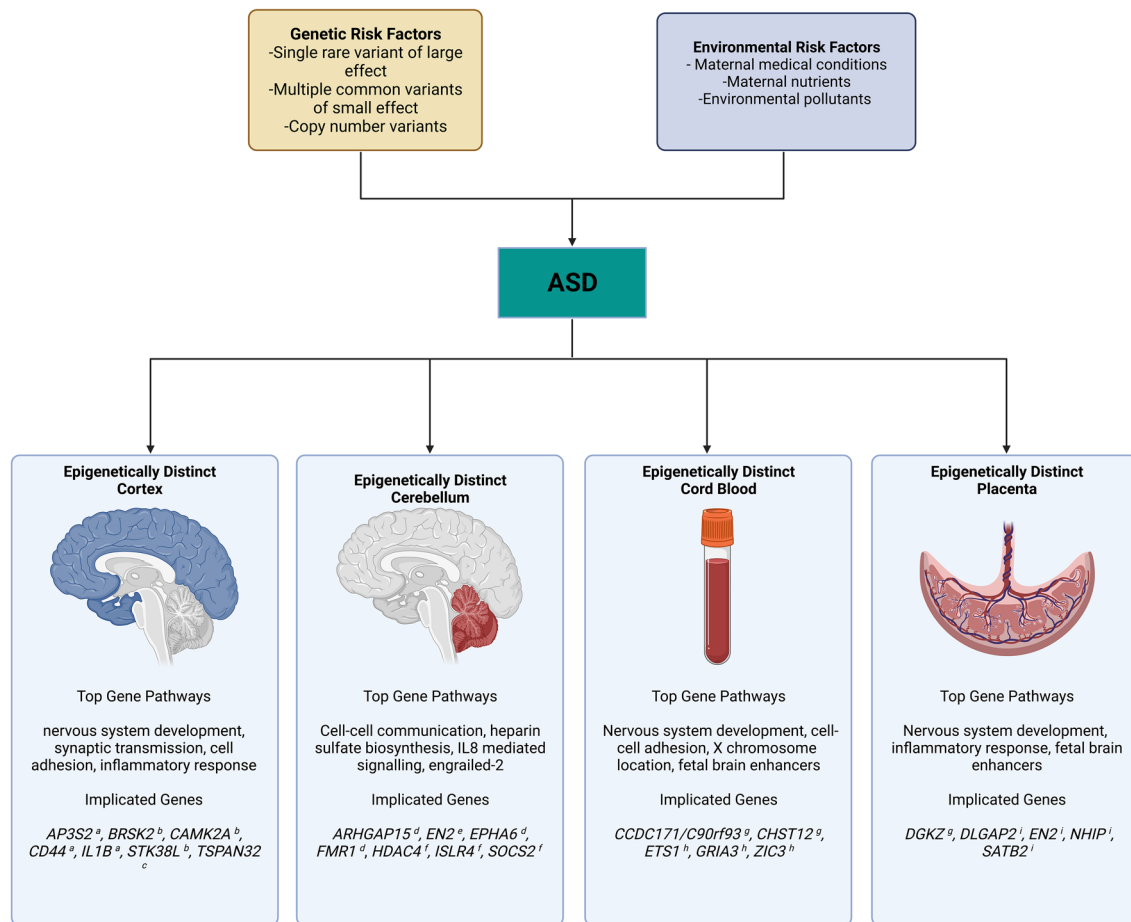 Genetic Risk Factors
-Single rare variant of large
effect
-Multiple common variants
of small effect
-Copy number variants
Environmental Risk Factors
- Maternal medical conditions
-Maternal nutrients
-Environmental pollutants
ASD
Epigenetically Distinct
Cortex
Top Gene Pathways
nervous system development,
synaptic transmission, cell
adhesion, inflammatory response
Implicated Genes
AP3S2 a, BRSK2 b, CAMK2A b,
CD44 a, IL1B a, STK38L b, TSPAN32
c
Epigenetically Distinct
Cerebellum
Top Gene Pathways
Cell-cell communication, heparin
sulfate biosynthesis, IL8 mediated
signalling, engrailed-2
Implicated Genes
ARHGAP15 d, EN2 e, EPHA6 d,
FMR1 d, HDAC4 f, ISLR4 f, SOCS2 f
Epigenetically Distinct
Cord Blood
Top Gene Pathways
Nervous system development, cell-
cell adhesion, X chromosome
location, fetal brain enhancers
Implicated Genes
CCDC171/C90rf93 g, CHST12 g,
ETS1 h, GRIA3 h, ZIC3 h
Epigenetically Distinct
Placenta
Top Gene Pathways
Nervous system development,
inflammatory response, fetal brain
enhancers
Implicated Genes
DGKZ g, DLGAP2 i, EN2 i, NHIP i,
SATB2 i